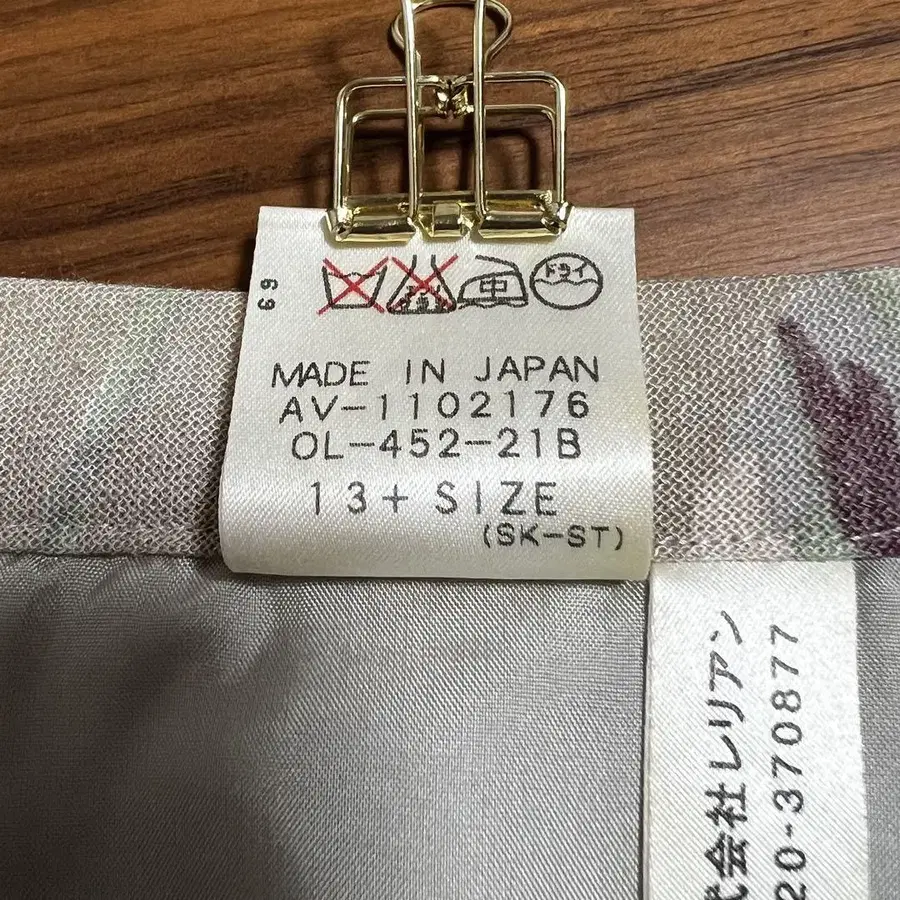 69
中
ドライ
MADE IN JAPAN
AV-1102176
OL-452-21B
13+ SIZE
(SK-ST)
式会社レリアン
20-370877